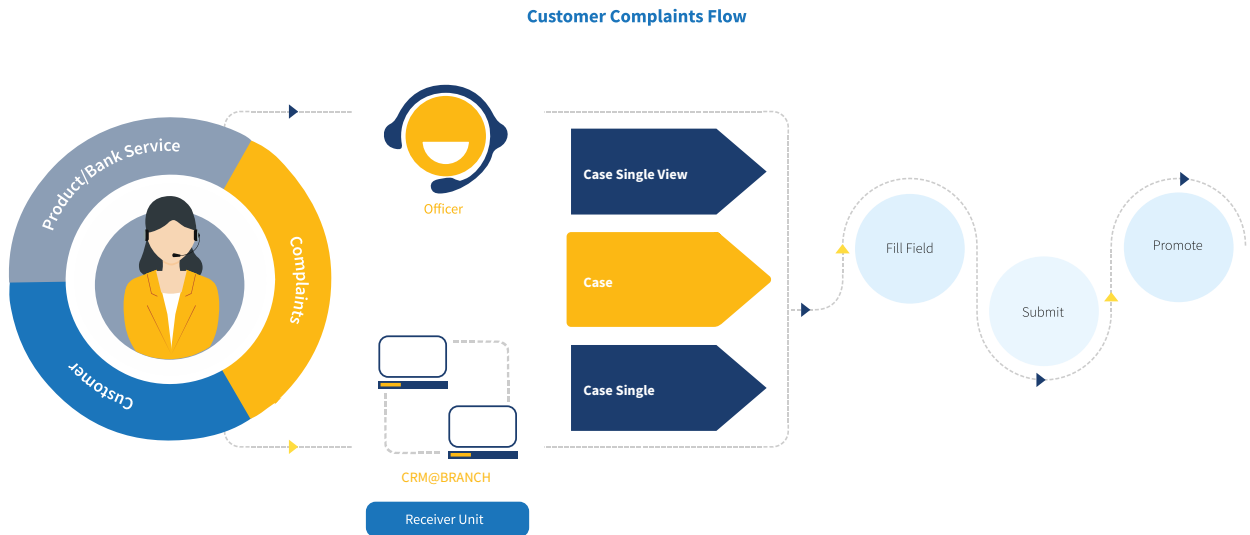 Customer Complaints Flow
Product/Bank Service
Complaints
Customer
Officer
CRM@BRANCH
Receiver Unit
Case Single View
Case
Case Single
Fill Field
Submit
Promote